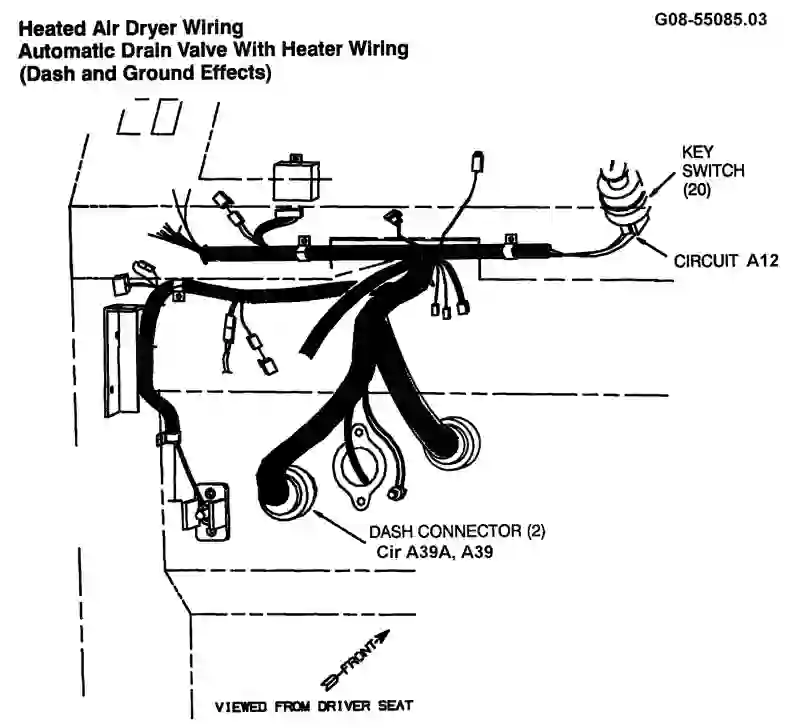 Heated Air Dryer Wiring
Automatic Drain Valve With Heater Wiring
(Dash and Ground Effects)
G08-55085.03
KEY
SWITCH
(20)
CIRCUIT A12
DASH CONNECTOR (2)
Cir A39A, A39
FRONT
VIEWED FROM DRIVER SEAT